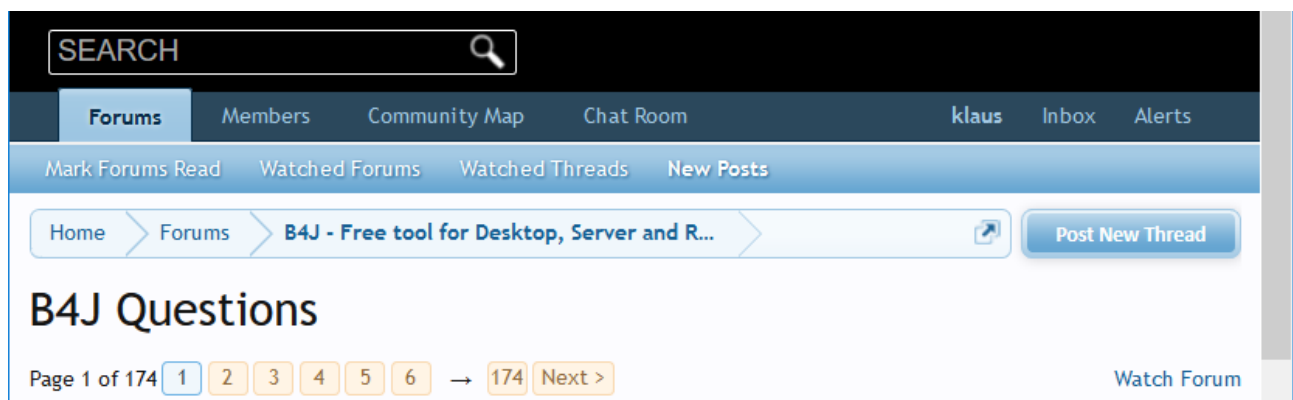 SEARCH
Forums Members Community Map Chat Room klaus Inbox Alerts
Mark Forums Read Watched Forums Watched Threads New Posts
Home Forums B4J - Free tool for Desktop, Server and R... Post New Thread
B4J Questions
Page 1 of 174 1 2 3 4 5 6 → 174 Next > Watch Forum